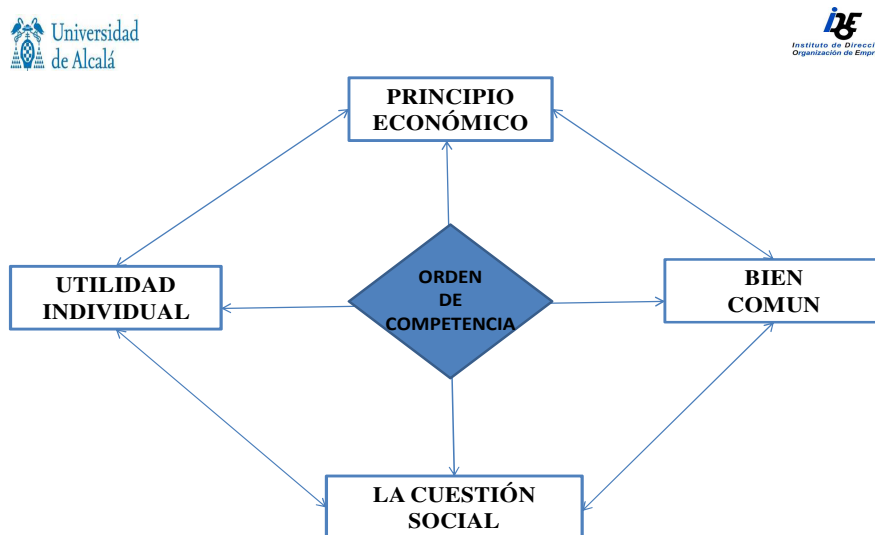 Universidad
de Alcalá
Instituto de Direcci
Organización de Empr
PRINCIPIO
ECONÓMICO
UTILIDAD
INDIVIDUAL
ORDEN
DE
COMPETENCIA
BIEN
COMUN
LA CUESTIÓN
SOCIAL